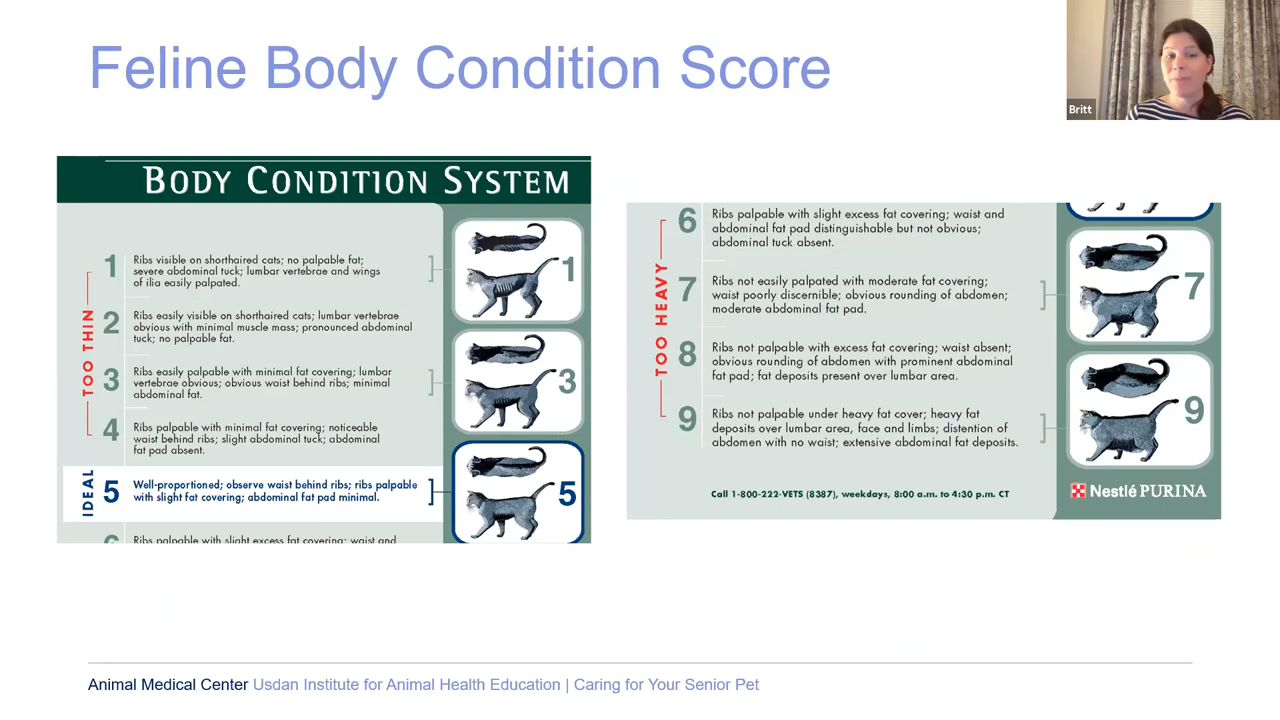 Feline Body Condition Score
Britt
BODY CONDITION SYSTEM
TOO THIN
1
Ribs visible on shorthaired cats; no palpable fat;
severe abdominal tuck; lumbar vertebrae and wings
of ilia easily palpated.
2
Ribs easily visible on shorthaired cats; lumbar vertebrae
obvious with minimal muscle mass; pronounced abdominal
tuck; no palpable fat.
3
Ribs easily palpable with minimal fat covering; lumbar
vertebrae obvious; obvious waist behind ribs; minimal
abdominal fat.
4
Ribs palpable with minimal fat covering; noticeable
waist behind ribs; slight abdominal tuck; abdominal
fat pad absent.
IDEAL
5
Well-proportioned; observe waist behind ribs; ribs palpable
with slight fat covering; abdominal fat pad minimal.
6
Ribs palpable with slight excess fat covering; waist and
1
3
5
TOO HEAVY
6
Ribs palpable with slight excess fat covering; waist and
abdominal fat pad distinguishable but not obvious;
abdominal tuck absent.
7
Ribs not easily palpated with moderate fat covering;
waist poorly discernible; obvious rounding of abdomen;
moderate abdominal fat pad.
8
Ribs not palpable with excess fat covering; waist absent;
obvious rounding of abdomen with prominent abdominal
fat pad; fat deposits present over lumbar area.
9
Ribs not palpable under heavy fat cover; heavy fat
deposits over lumbar area, face and limbs; distention of
abdomen with no waist; extensive abdominal fat deposits.
7
9
Call 1-800-222-VETS (8387), weekdays, 8:00 a.m. to 4:30 p.m. CT
Nestlé PURINA
Animal Medical Center Usdan Institute for Animal Health Education | Caring for Your Senior Pet